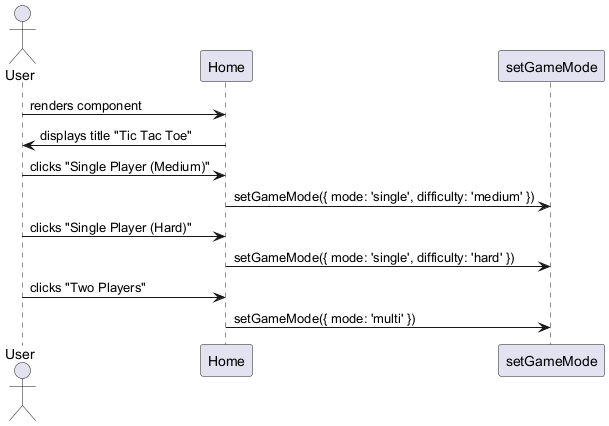 User
Home
setGameMode
renders component
displays title "Tic Tac Toe"
clicks "Single Player (Medium)"
setGameMode({ mode: 'single', difficulty: 'medium' })
clicks "Single Player (Hard)"
setGameMode({ mode: 'single', difficulty: 'hard' })
clicks "Two Players"
setGameMode({ mode: 'multi' })
User
Home
setGameMode